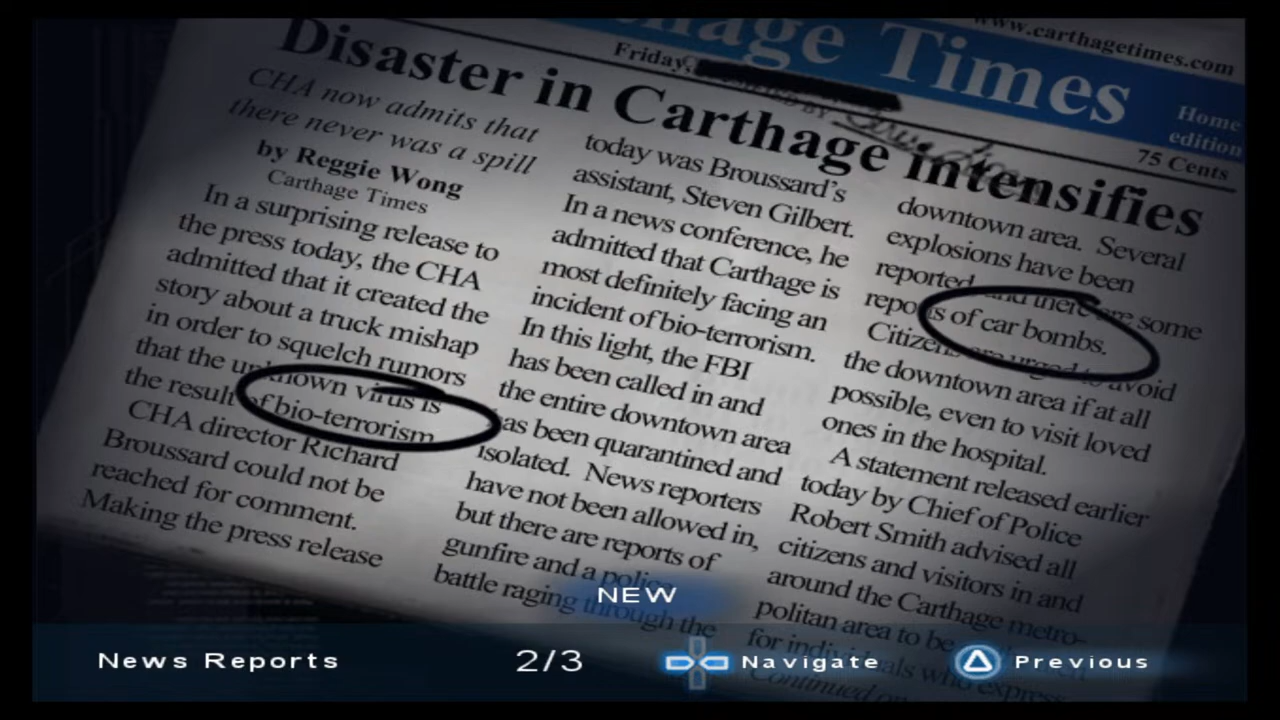 www.carthagetimes.com
hage Times
Friday,
Home
edition
75 Cents
Disaster in Carthage intensifies
CHA now admits that
there never was a spill
by Reggie Wong
Carthage Times
In a surprising release to
the press today, the CHA
admitted that it created the
story about a truck mishap
in order to squelch rumors
that the unknown virus is
the result of bio-terrorism
CHA director Richard
Broussard could not be
reached for comment.
Making the press release
today was Broussard's
assistant, Steven Gilbert.
In a news conference, he
admitted that Carthage is
most definitely facing an
incident of bio-terrorism.
In this light, the FBI
has been called in and
the entire downtown area
has been quarantined and
isolated. News reporters
have not been allowed in,
but there are reports of
gunfire and a police
battle raging through the
downtown area. Several
explosions have been
reported and there are some
reports of car bombs.
Citizens are urged to avoid
the downtown area if at all
possible, even to visit loved
ones in the hospital.
A statement released earlier
today by Chief of Police
Robert Smith advised all
citizens and visitors in and
around the Carthage metro-
politan area to be
for individuals who express
Continued on
NEW
News Reports
2/3
Navigate
Previous